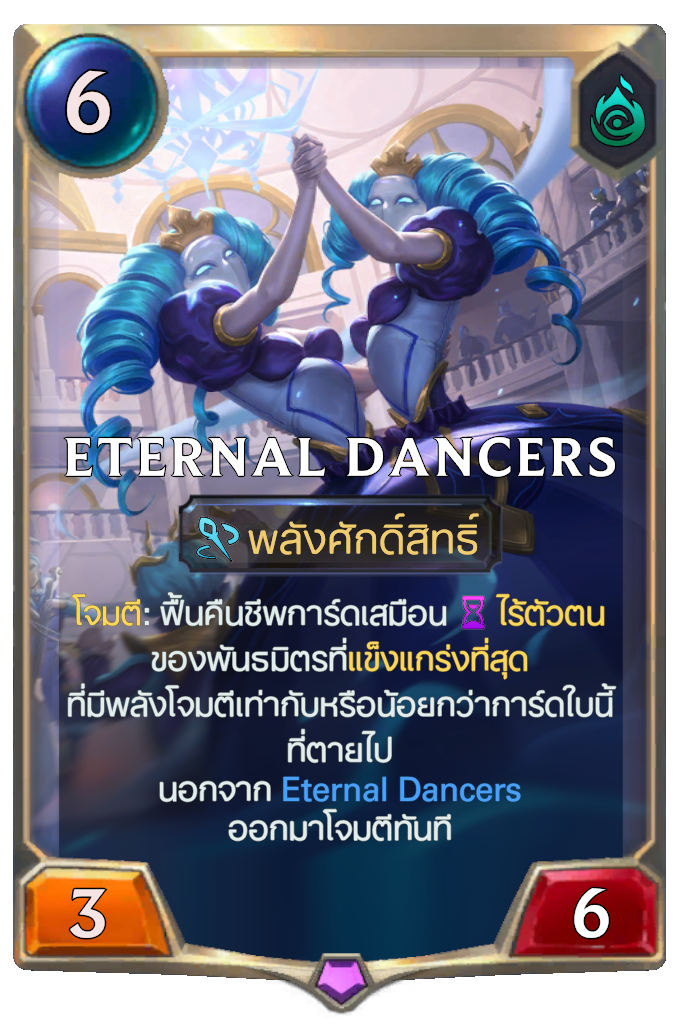 6
ETERNAL DANCERS
พลังศักดิ์สิทธิ์
โจมตี: ฟื้นคืนชีพการ์ดเสมือน ไร้ตัวตน
ของพันธมิตรที่แข็งแกร่งที่สุด
ที่มีพลังโจมตีเท่ากับหรือน้อยกว่าการ์ดใบนี้
ที่ตายไป
นอกจาก Eternal Dancers
ออกมาโจมตีทันที
3
6